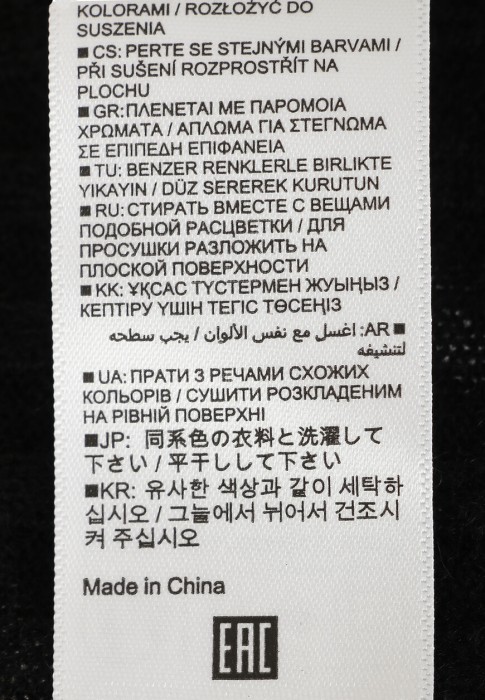 KOLORAMI / ROZŁOŻYĆ DO
SUSZENIA
■ CS: PERTE SE STEJNÝMI BARVAMI /
PŘI SUŠENÍ ROZPROSTŘÍT NA
PLOCHU
■ GR:ΠΛΕΝΕΤΑΙ ΜΕ ΠΑΡΟΜΟΙΑ
ΧΡΩΜΑΤΑ / ΑΠΛΩΜΑ ΓΙΑ ΣΤΕΓΝΩΜΑ
ΣΕ ΕΠΙΠΕΔΗ ΕΠΙΦΑΝΕΙΑ
■ TU: BENZER RENKLERLE BIRLIKTE
YIKAYIN / DÜZ SEREREK KURUTUN
■ RU:СТИРАТЬ ВМЕСТЕ С ВЕЩАМИ
ПОДОБНОЙ РАСЦВЕТКИ / ДЛЯ
ПРОСУШКИ РАЗЛОЖИТЬ НА
ПЛОСКОЙ ПОВЕРХНОСТИ
■ KK: ҰҚСАС ТҮСТЕРМЕН ЖУЫҢЫЗ /
КЕПТІРУ ҮШІН ТЕГІС ТӨСЕҢІЗ
■ AR: اغسل مع نفس الألوان / يجب سطحه
لتنشيفه
■ UA: ПРАТИ З РЕЧАМИ СХОЖИХ
КОЛЬОРІВ / СУШИТИ РОЗКЛАДЕНИМ
НА РІВНІЙ ПОВЕРХНІ
■JP: 同系色の衣料と洗濯して
下さい / 平干しして下さい
■KR: 유사한 색상과 같이 세탁하
십시오 / 그늘에서 뉘어서 건조시
켜 주십시오
Made in China
EAC